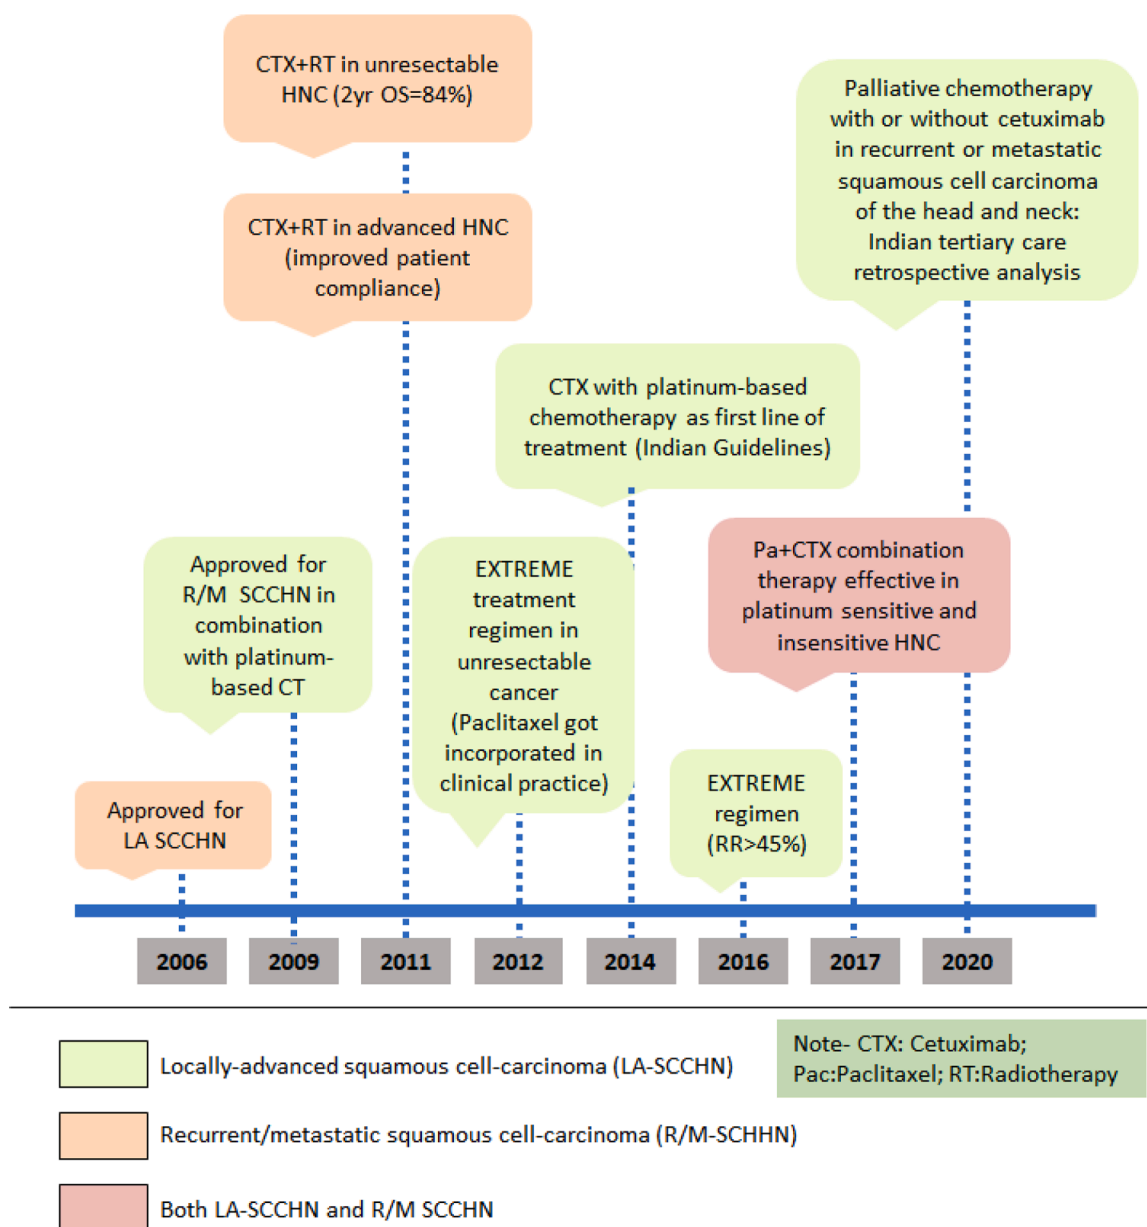 CTX+RT in unresectable
HNC (2yr OS=84%)
CTX+RT in advanced HNC
(improved patient
compliance)
Palliative chemotherapy
with or without cetuximab
in recurrent or metastatic
squamous cell carcinoma
of the head and neck:
Indian tertiary care
retrospective analysis
CTX with platinum-based
chemotherapy as first line of
treatment (Indian Guidelines)
Approved for
R/M SCCHN in
combination
with platinum-
based CT
EXTREME
treatment
regimen in
unresectable
cancer
(Paclitaxel got
incorporated in
clinical practice)
Pa+CTX combination
therapy effective in
platinum sensitive and
insensitive HNC
Approved for
LA SCCHN
EXTREME
regimen
(RR>45%)
2006 2009 2011 2012 2014 2016 2017 2020
Locally-advanced squamous cell-carcinoma (LA-SCCHN)
Recurrent/metastatic squamous cell-carcinoma (R/M-SCHHN)
Both LA-SCCHN and R/M SCCHN
Note- CTX: Cetuximab;
Pac:Paclitaxel; RT:Radiotherapy